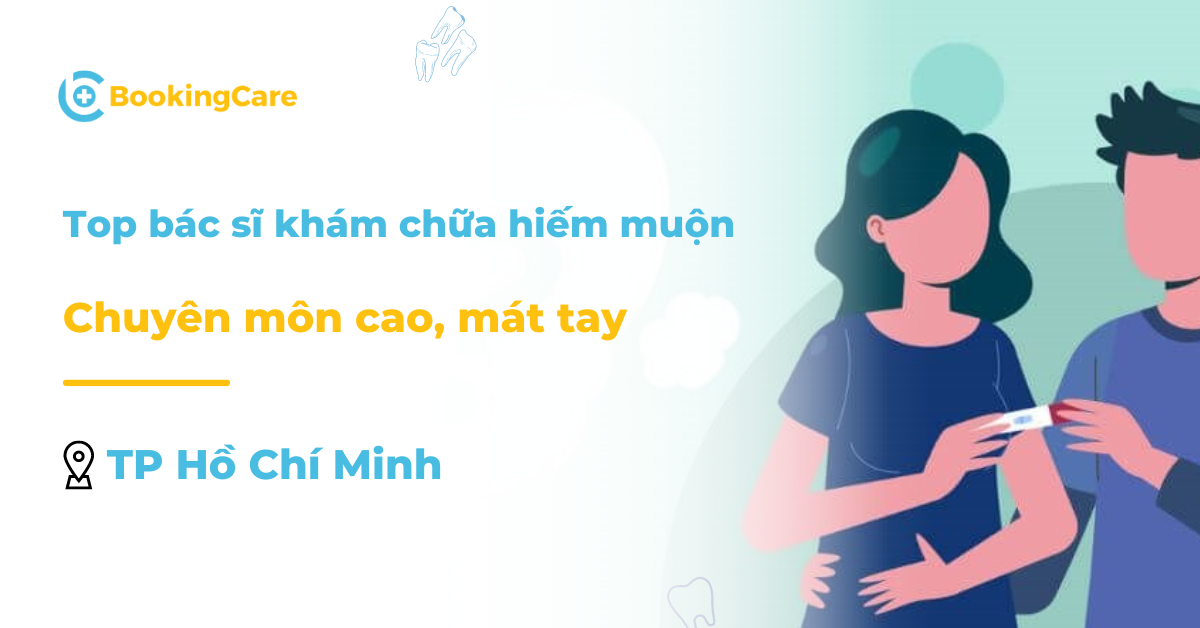 BookingCare
Top bác sĩ khám chữa hiếm muộn
Chuyên môn cao, mát tay
TP Hồ Chí Minh